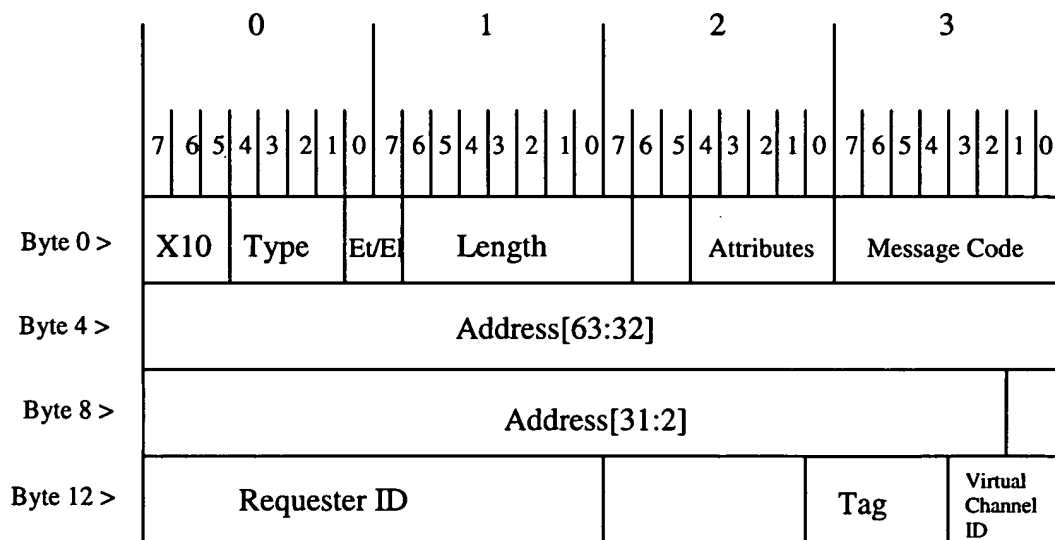 0 1 2 3
7 6 5 4 3 2 1 0 7 6 5 4 3 2 1 0 7 6 5 4 3 2 1 0 7 6 5 4 3 2 1 0
Byte 0 > X10 Type Et/El Length Attributes Message Code
Byte 4 > Address[63:32]
Byte 8 > Address[31:2]
Byte 12 > Requester ID Tag Virtual
Channel
ID